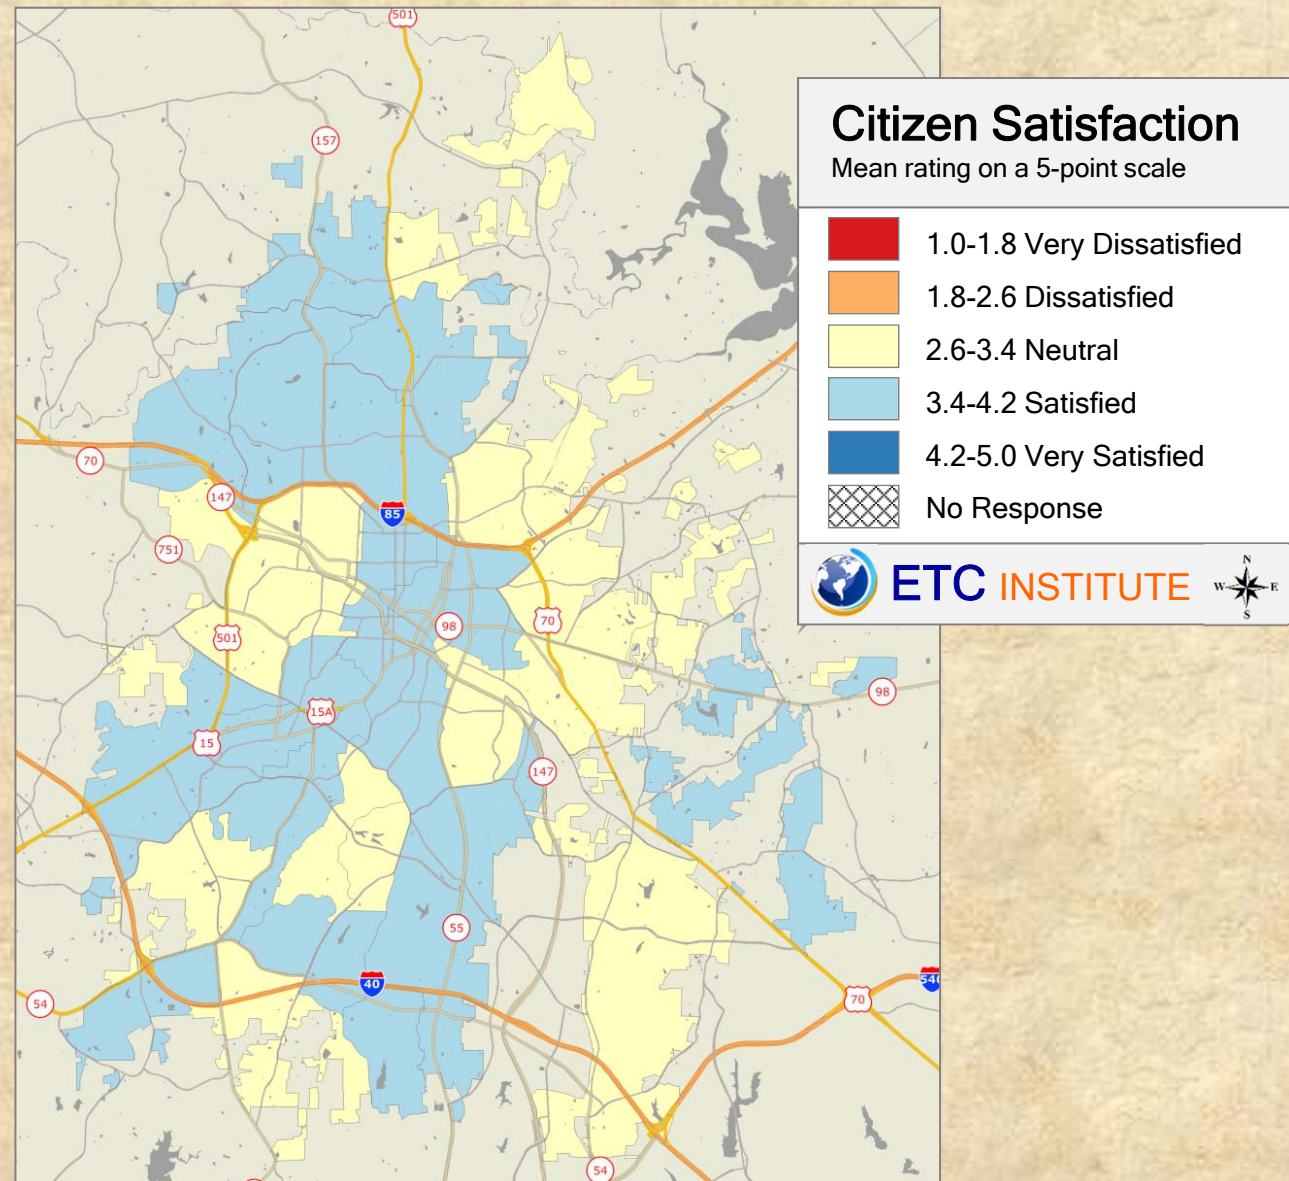 501
157
Citizen Satisfaction
Mean rating on a 5-point scale
1.0-1.8 Very Dissatisfied
1.8-2.6 Dissatisfied
2.6-3.4 Neutral
3.4-4.2 Satisfied
4.2-5.0 Very Satisfied
No Response
ETC INSTITUTE
N
W E
S
70
147
85
751
501
98
70
15A
15
98
147
55
40
540
54
70
54